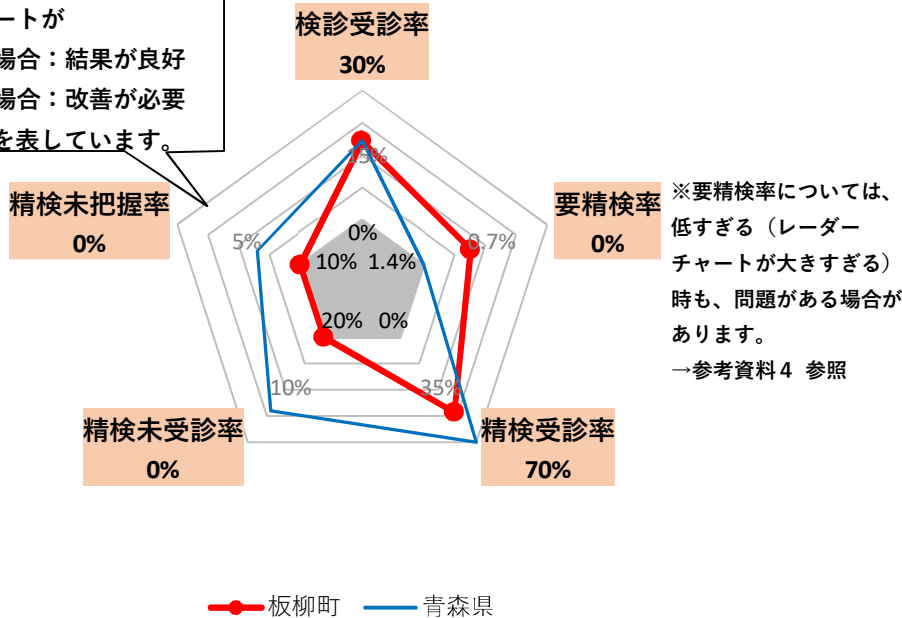 ートが
場合：結果が良好
場合：改善が必要
を表しています。
検診受診率
30%
精検未把握率
0%
要精検率
0%
※要精検率については、
低すぎる（レーダー
チャートが大きすぎる）
時も、問題がある場合が
あります。
→参考資料４ 参照
15%
0%
5%
0.7%
10%
1.4%
20%
0%
10%
35%
精検未受診率
0%
精検受診率
70%
板柳町
青森県